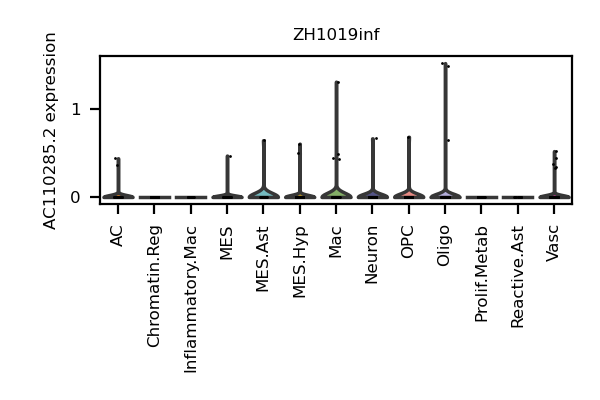 ZH1019inf
AC110285.2 expression
1
0
AC
Chromatin.Reg
Inflammatory.Mac
MES
MES.Ast
MES.Hyp
Mac
Neuron
OPC
Oligo
Prolif.Metab
Reactive.Ast
Vasc